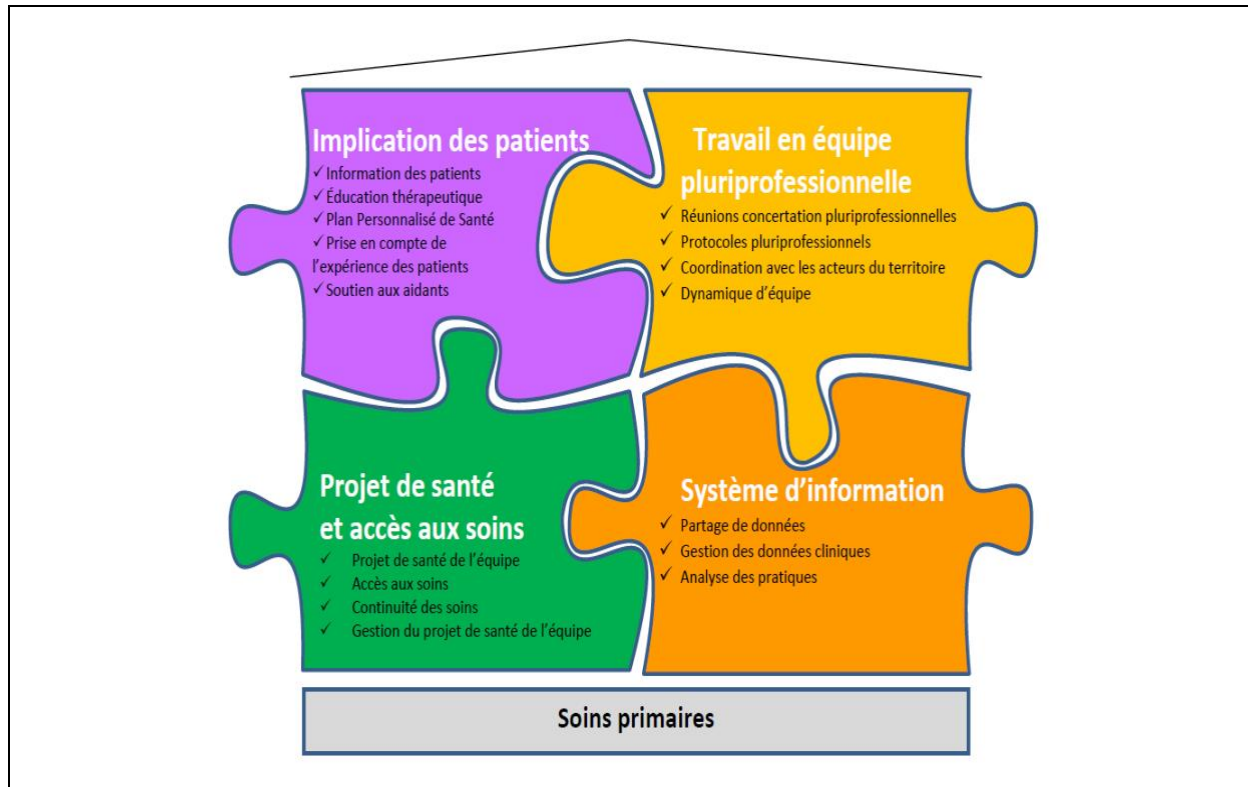 Implication des patients
✓ Information des patients
✓ Éducation thérapeutique
✓ Plan Personnalisé de Santé
✓ Prise en compte de
l'expérience des patients
✓ Soutien aux aidants
Travail en équipe
pluriprofessionnelle
✓ Réunions concertation pluriprofessionnelles
✓ Protocoles pluriprofessionnels
✓ Coordination avec les acteurs du territoire
✓ Dynamique d'équipe
Projet de santé
et accès aux soins
✓ Projet de santé de l'équipe
✓ Accès aux soins
✓ Continuité des soins
✓ Gestion du projet de santé de l'équipe
Système d'information
✓ Partage de données
✓ Gestion des données cliniques
✓ Analyse des pratiques
Soins primaires